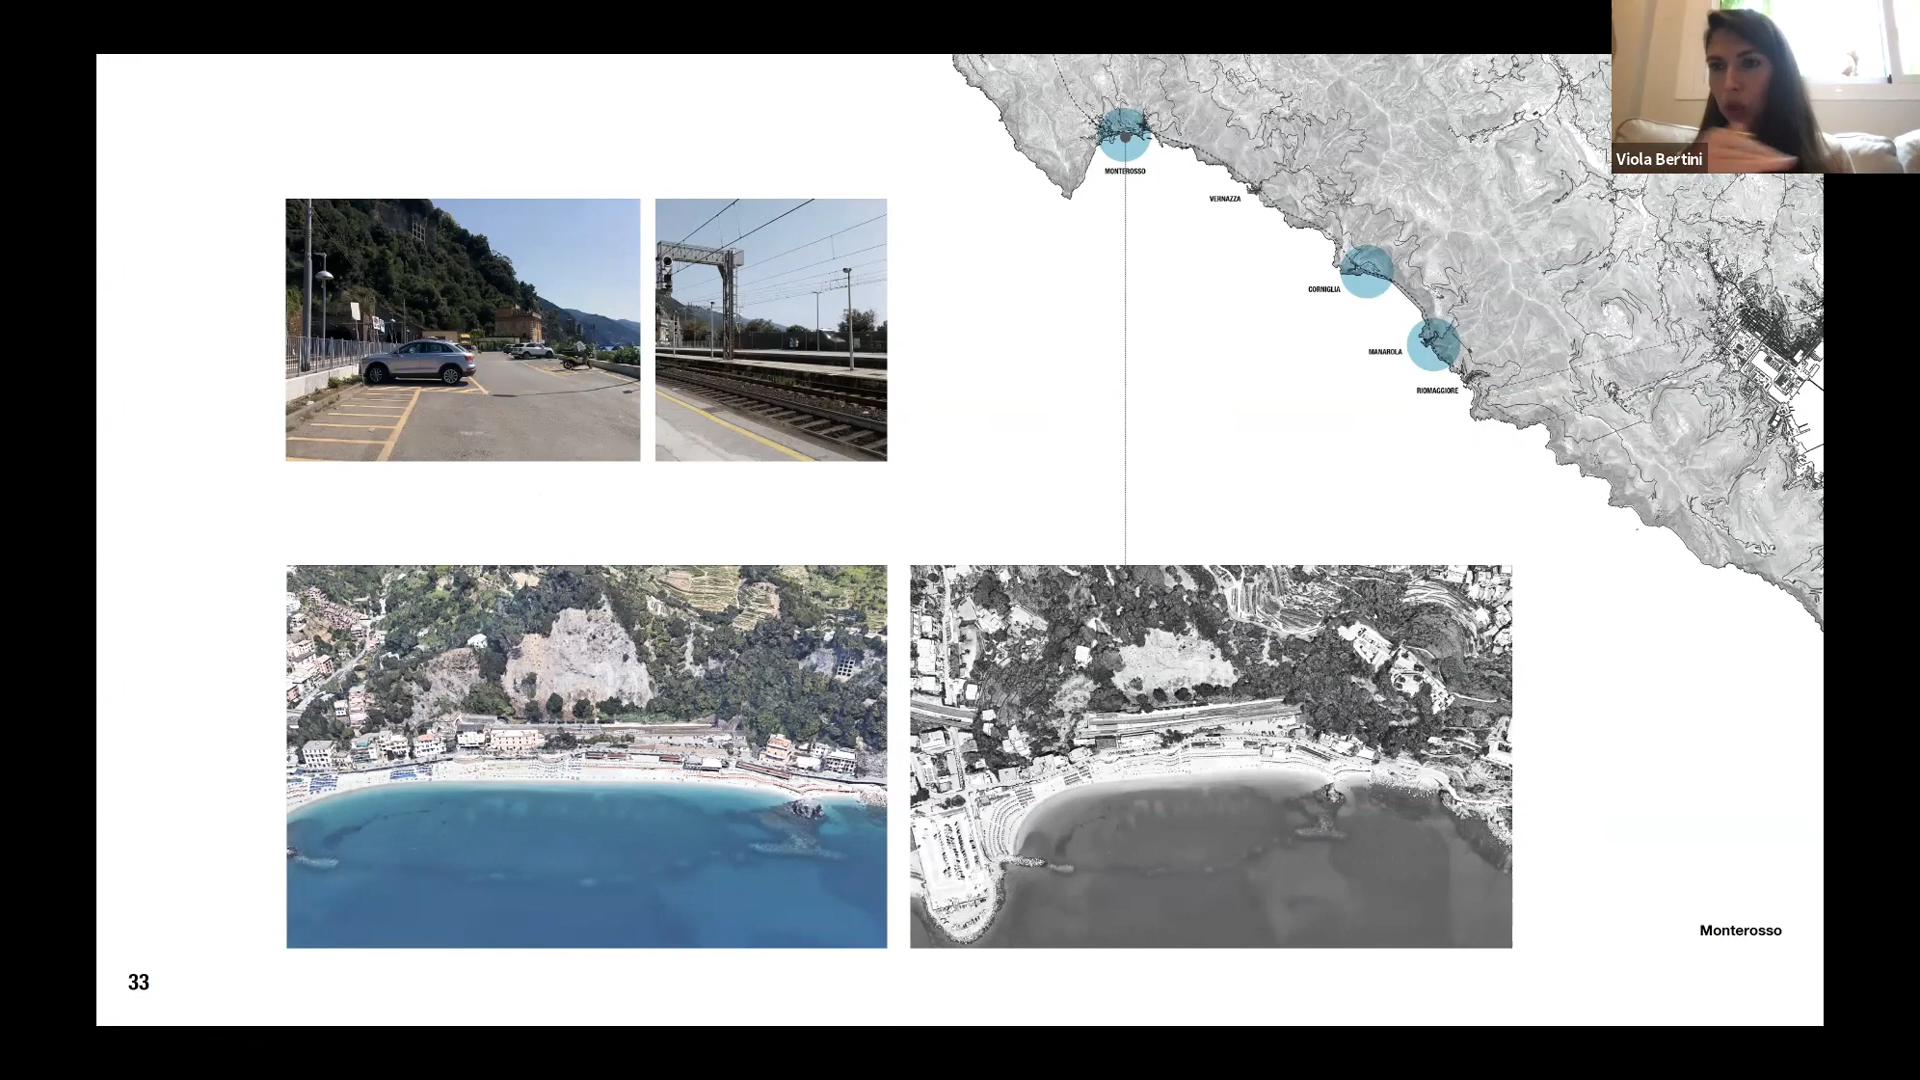 Viola Bertini
MONTEROSSO
VERNAZZA
CORNIGLIA
MANAROLA
RIOMAGGIORE
Monterosso
33